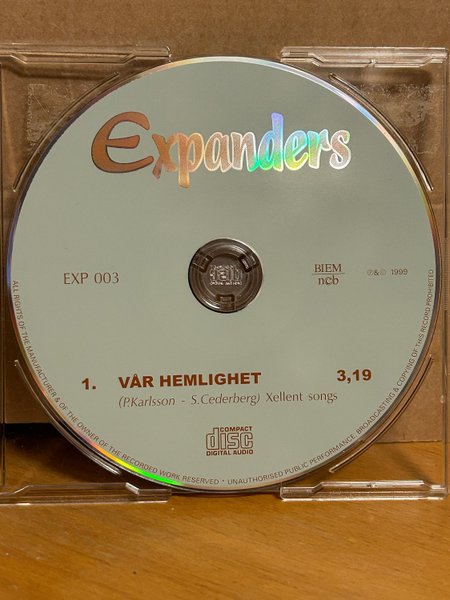 Expanders
EXP 003
BIEM
ncb
℗&© 1999
1. VÅR HEMLIGHET 3,19
(P.Karlsson - S.Cederberg) Xellent songs
COMPACT
disc
DIGITAL AUDIO
ALL RIGHTS OF THE MANUFACTURER & OF THE OWNER OF THE RECORDED WORK RESERVED * UNAUTHORISED PUBLIC PERFORMANCE, BROADCASTING & COPYING OF THIS RECORD PROHIBITED